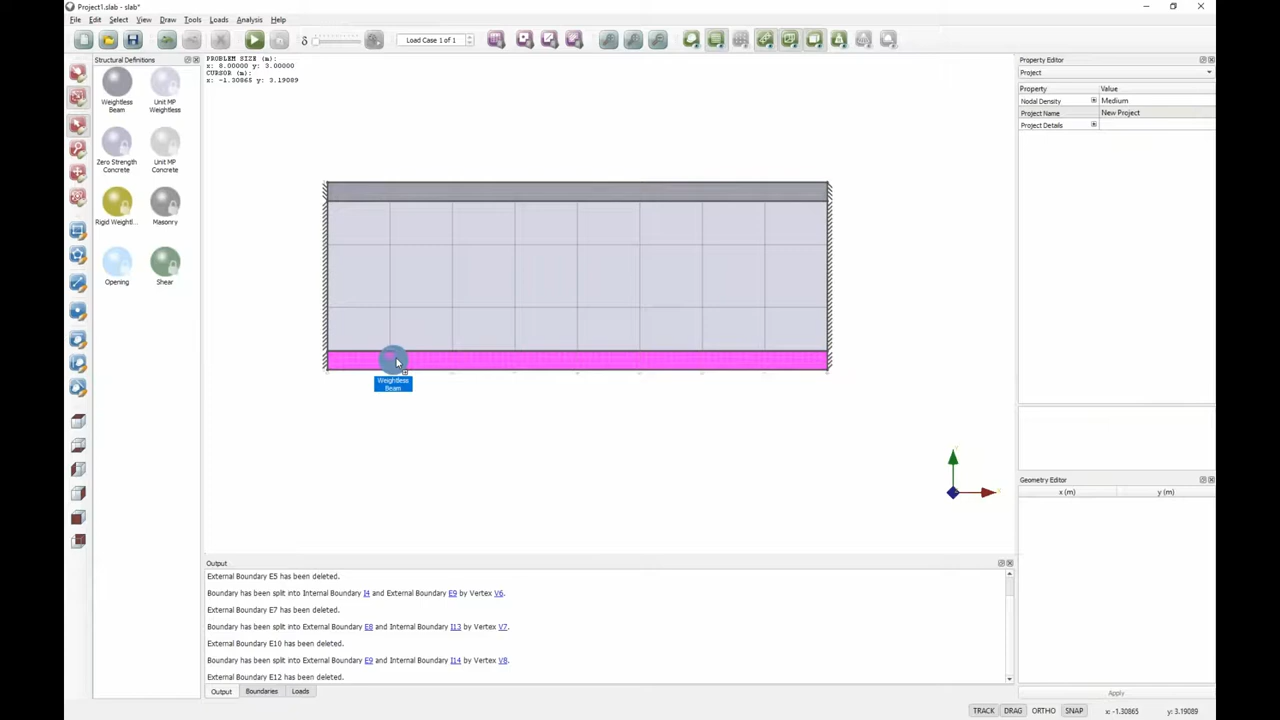 Project1.slab - slab*
File Edit Select View Draw Tools Loads Analysis Help
δ
Load Case 1 of 1
Structural Definitions
Weightless Beam
Unit MP Weightless
Zero Strength Concrete
Unit MP Concrete
Rigid Weightl...
Masonry
Opening
Shear
PROBLEM SIZE (m):
x: 8.00000 y: 3.00000
CURSOR (m):
x: -1.30865 y: 3.19089
Weightless
Beam
Property Editor
Project
Property Value
Nodal Density Medium
Project Name New Project
Project Details
Geometry Editor
x (m) y (m)
Apply
Output
External Boundary E5 has been deleted.
Boundary has been split into Internal Boundary I4 and External Boundary E9 by Vertex V6.
External Boundary E7 has been deleted.
Boundary has been split into External Boundary E8 and Internal Boundary I13 by Vertex V7.
External Boundary E10 has been deleted.
Boundary has been split into External Boundary E9 and Internal Boundary I14 by Vertex V8.
External Boundary E12 has been deleted.
Output Boundaries Loads
TRACK DRAG ORTHO SNAP x: -1.30865 y: 3.19089